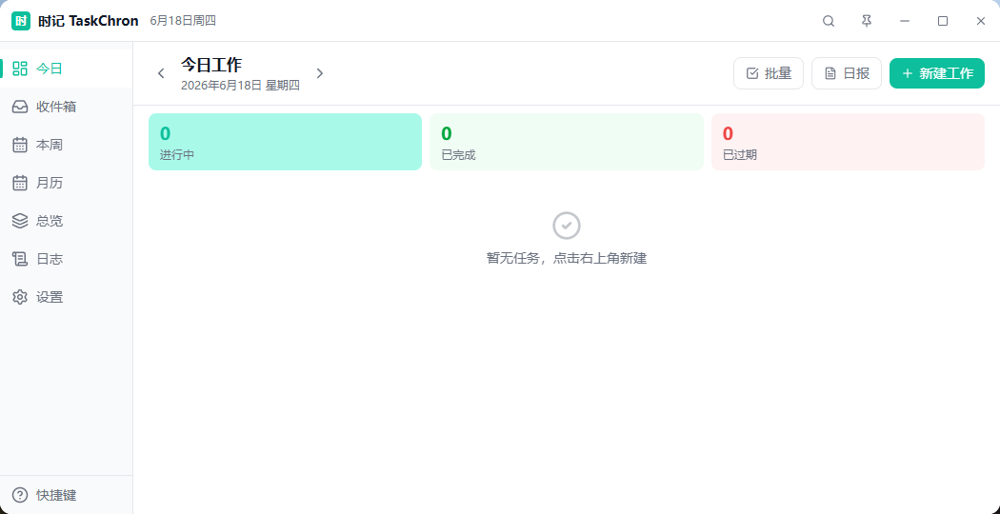 时 时记 TaskChron 6月18日周四
今日
收件箱
本周
月历
总览
日志
设置
快捷键
今日工作
2026年6月18日 星期四
批量
日报
新建工作
0
进行中
0
已完成
0
已过期
暂无任务，点击右上角新建